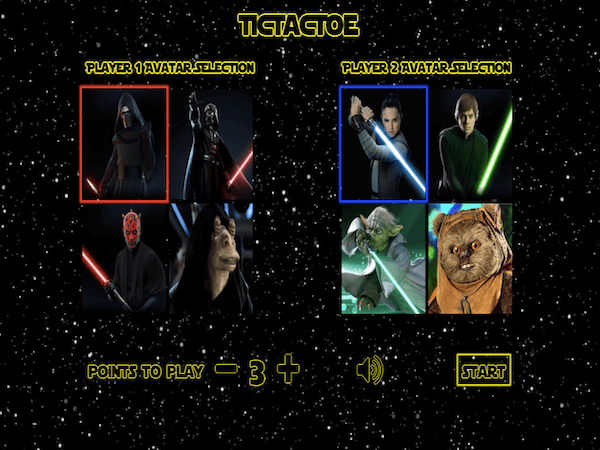 TICTACTOE
PLAYER 1 AVATAR SELECTION
PLAYER 2 AVATAR SELECTION
POINTS TO PLAY − 3 +
START